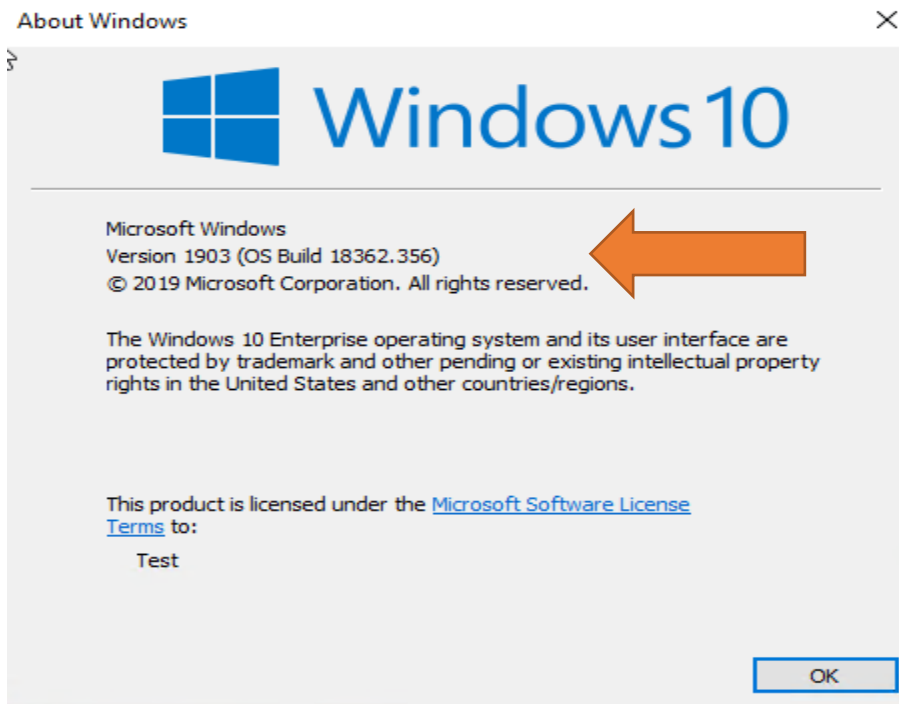 About Windows
Windows 10
Microsoft Windows
Version 1903 (OS Build 18362.356)
© 2019 Microsoft Corporation. All rights reserved.
The Windows 10 Enterprise operating system and its user interface are
protected by trademark and other pending or existing intellectual property
rights in the United States and other countries/regions.
This product is licensed under the Microsoft Software License
Terms to:
Test
OK